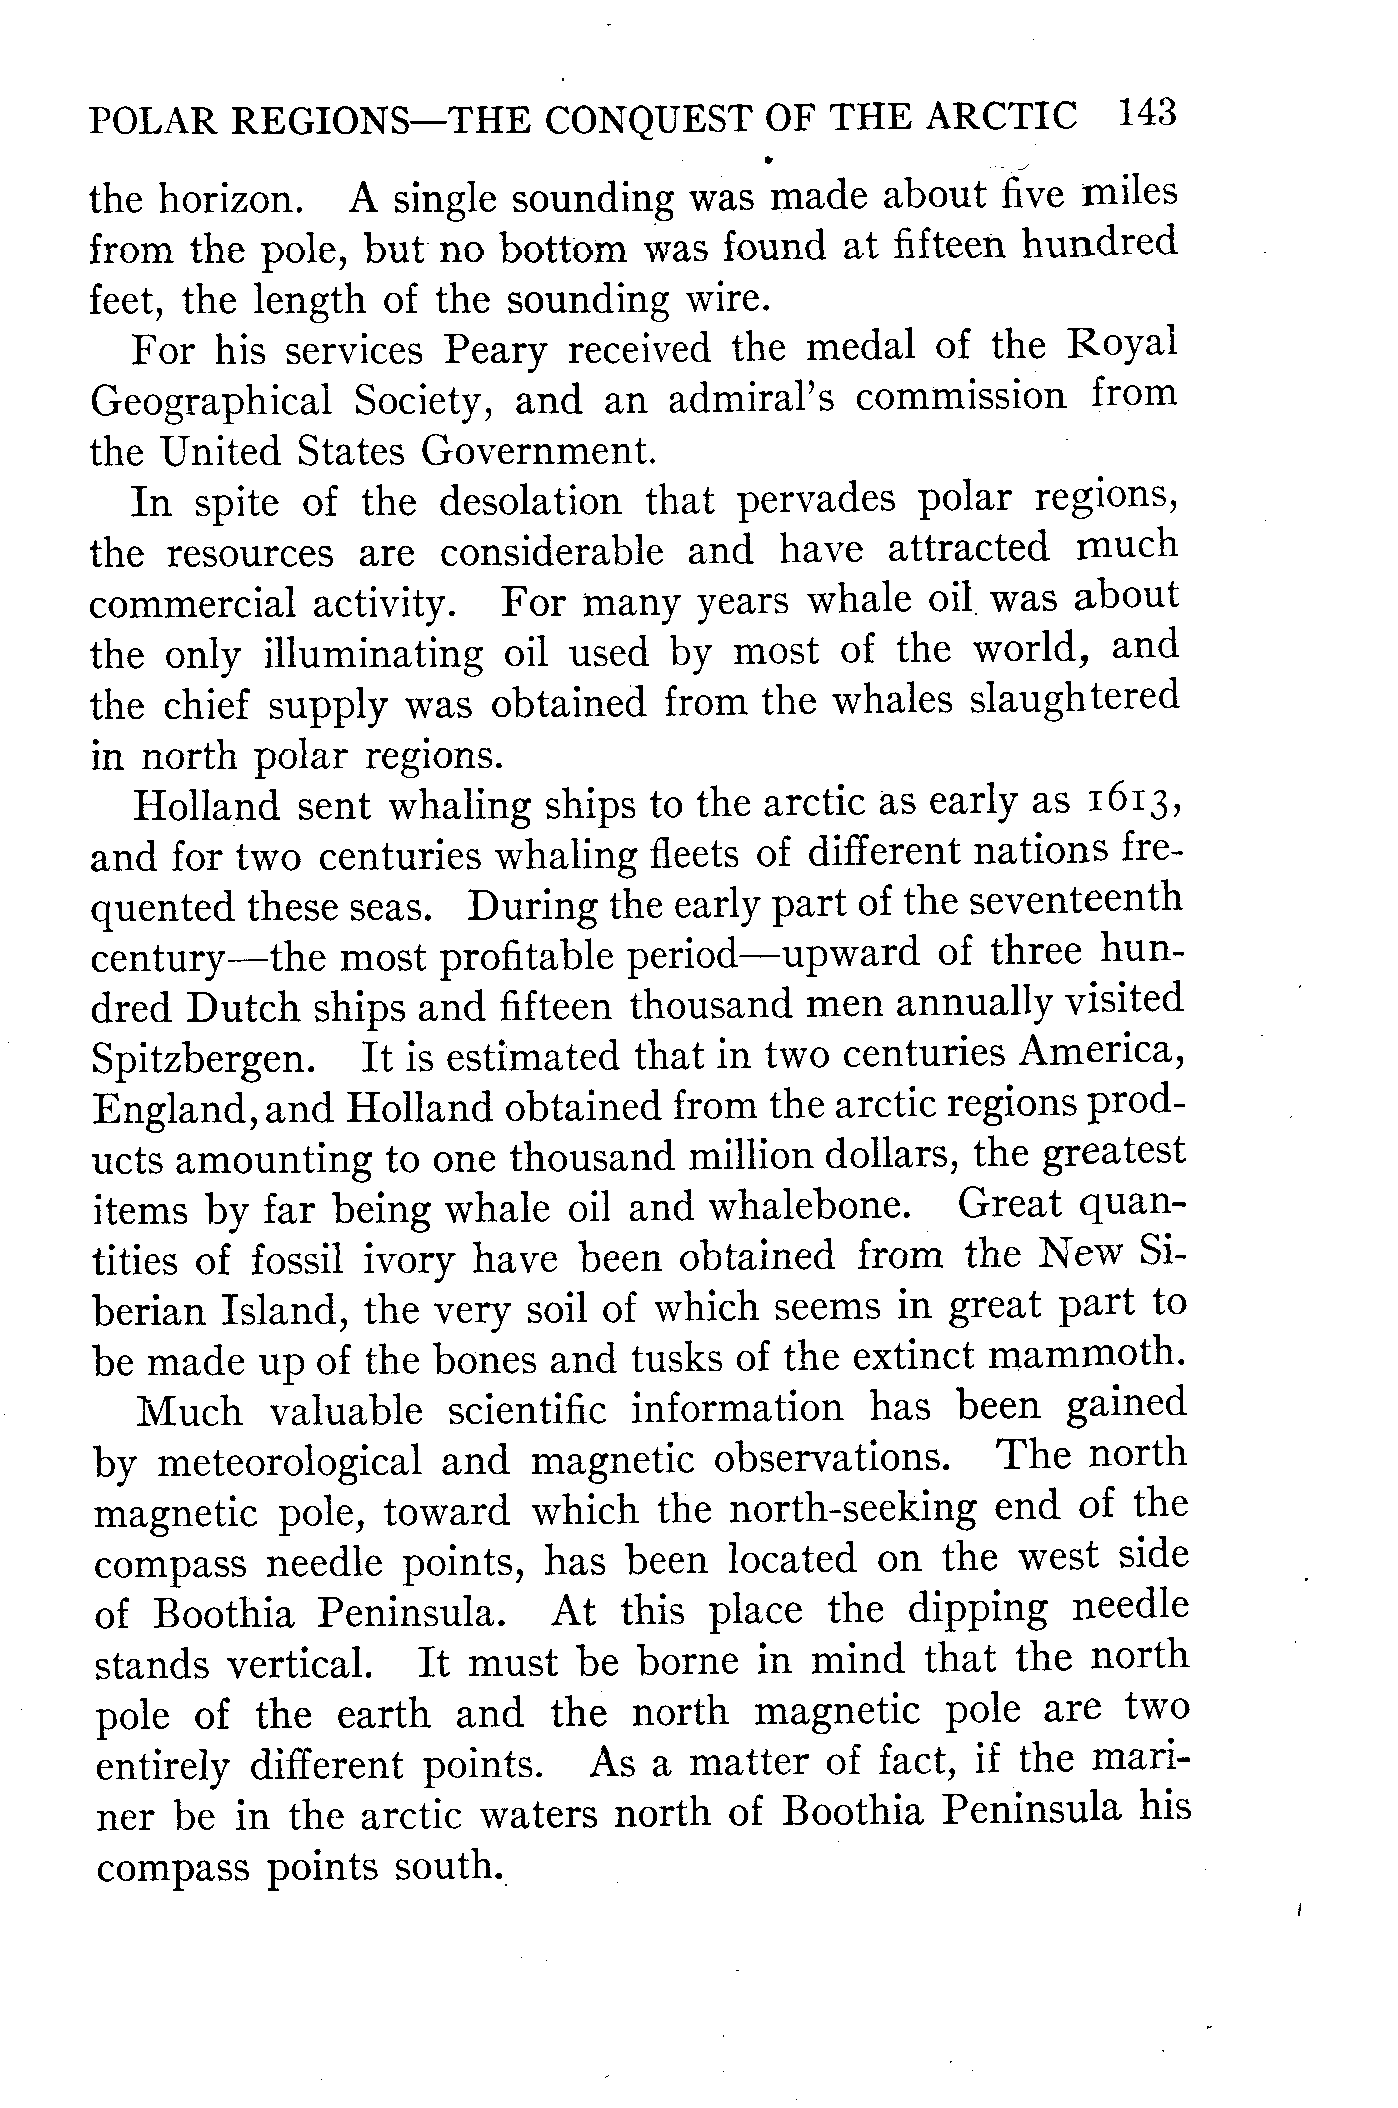 POLAR REGIONS—THE CONQUEST OF THE ARCTIC 143
the horizon. A single sounding was made about five miles
from the pole, but no bottom was found at fifteen hundred
feet, the length of the sounding wire.
For his services Peary received the medal of the Royal
Geographical Society, and an admiral's commission from
the United States Government.
In spite of the desolation that pervades polar regions,
the resources are considerable and have attracted much
commercial activity. For many years whale oil was about
the only illuminating oil used by most of the world, and
the chief supply was obtained from the whales slaughtered
in north polar regions.
Holland sent whaling ships to the arctic as early as 1613,
and for two centuries whaling fleets of different nations fre-
quented these seas. During the early part of the seventeenth
century—the most profitable period—upward of three hun-
dred Dutch ships and fifteen thousand men annually visited
Spitzbergen. It is estimated that in two centuries America,
England, and Holland obtained from the arctic regions prod-
ucts amounting to one thousand million dollars, the greatest
items by far being whale oil and whalebone. Great quan-
tities of fossil ivory have been obtained from the New Si-
berian Island, the very soil of which seems in great part to
be made up of the bones and tusks of the extinct mammoth.
Much valuable scientific information has been gained
by meteorological and magnetic observations. The north
magnetic pole, toward which the north-seeking end of the
compass needle points, has been located on the west side
of Boothia Peninsula. At this place the dipping needle
stands vertical. It must be borne in mind that the north
pole of the earth and the north magnetic pole are two
entirely different points. As a matter of fact, if the mari-
ner be in the arctic waters north of Boothia Peninsula his
compass points south.